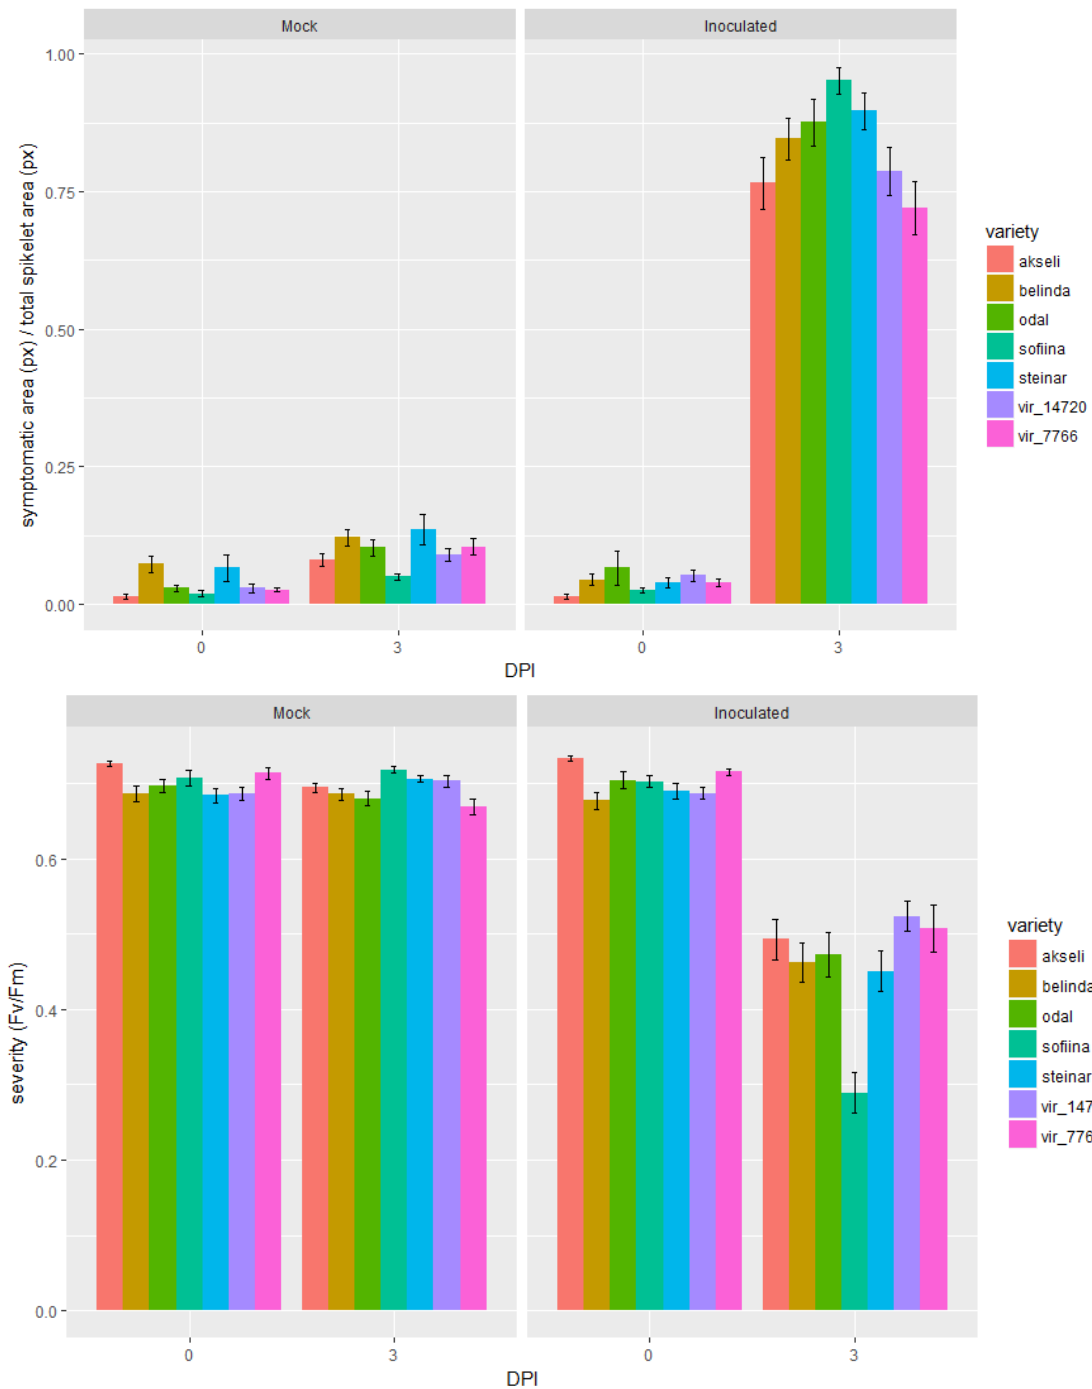 Mock Inoculated
1.00
0.75
0.50
0.25
0.00
symptomatic area (px) / total spikelet area (px)
0 3 0 3
DPI
variety
akseli
belinda
odal
sofiina
steinar
vir_14720
vir_7766
Mock Inoculated
0.6
0.4
0.2
0.0
severity (Fv/Fm)
0 3 0 3
DPI
variety
akseli
belinda
odal
sofiina
steinar
vir_147
vir_776